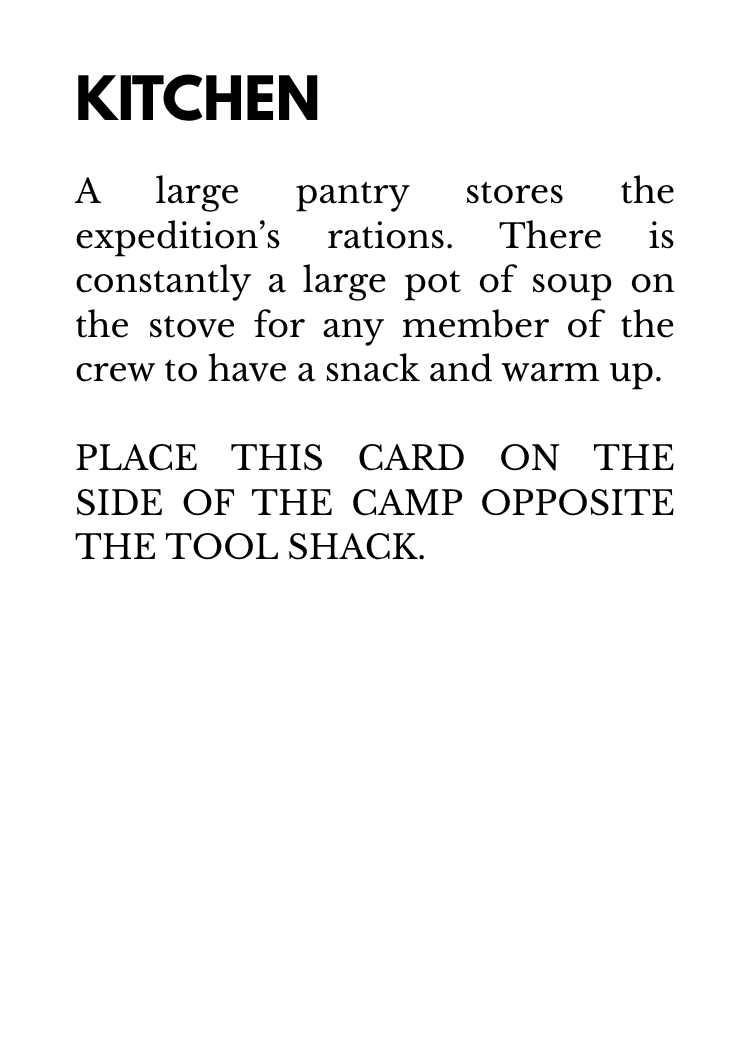 KITCHEN
A large pantry stores the
expedition’s rations. There is
constantly a large pot of soup on
the stove for any member of the
crew to have a snack and warm up.
PLACE THIS CARD ON THE
SIDE OF THE CAMP OPPOSITE
THE TOOL SHACK.